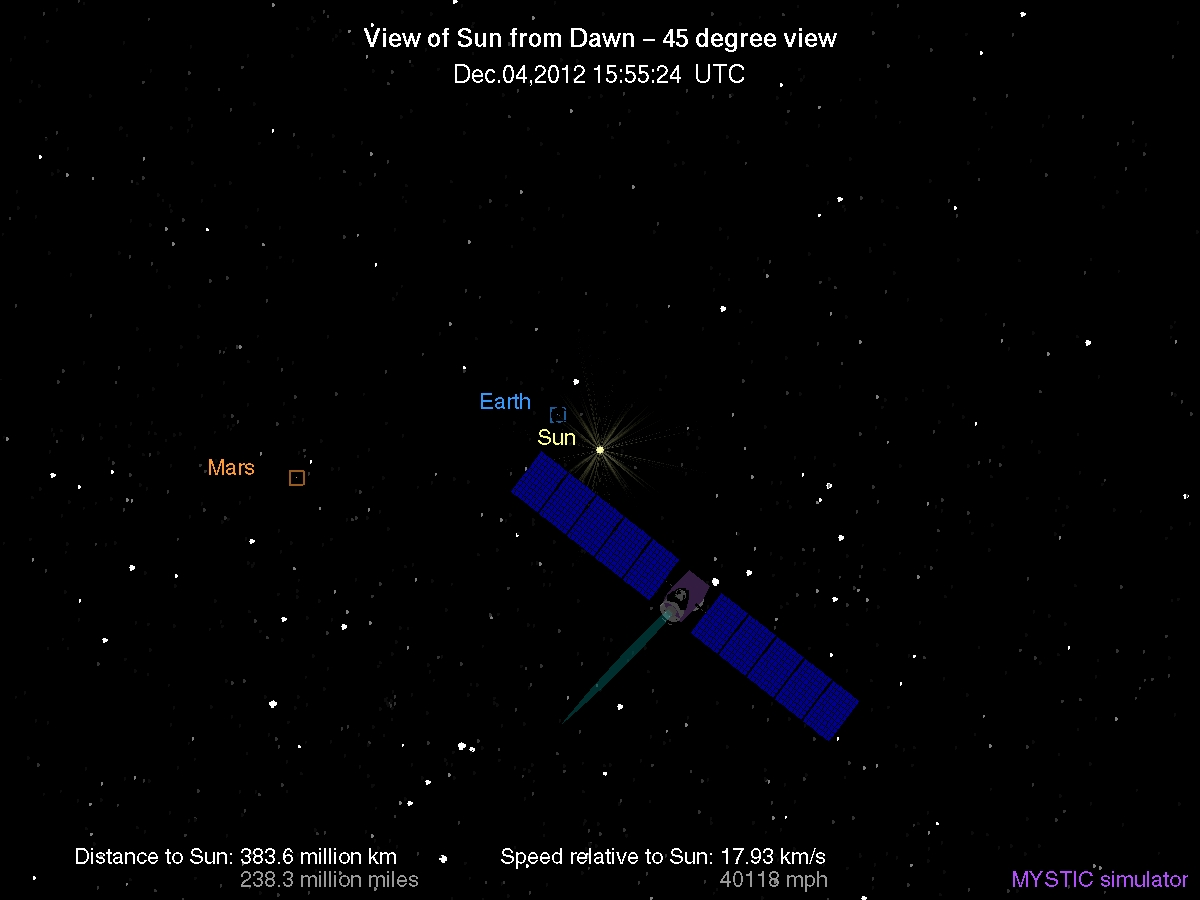 View of Sun from Dawn – 45 degree view
Dec.04,2012 15:55:24 UTC
Earth
Sun
Mars
Distance to Sun: 383.6 million km
238.3 million miles
Speed relative to Sun: 17.93 km/s
40118 mph
MYSTIC simulator